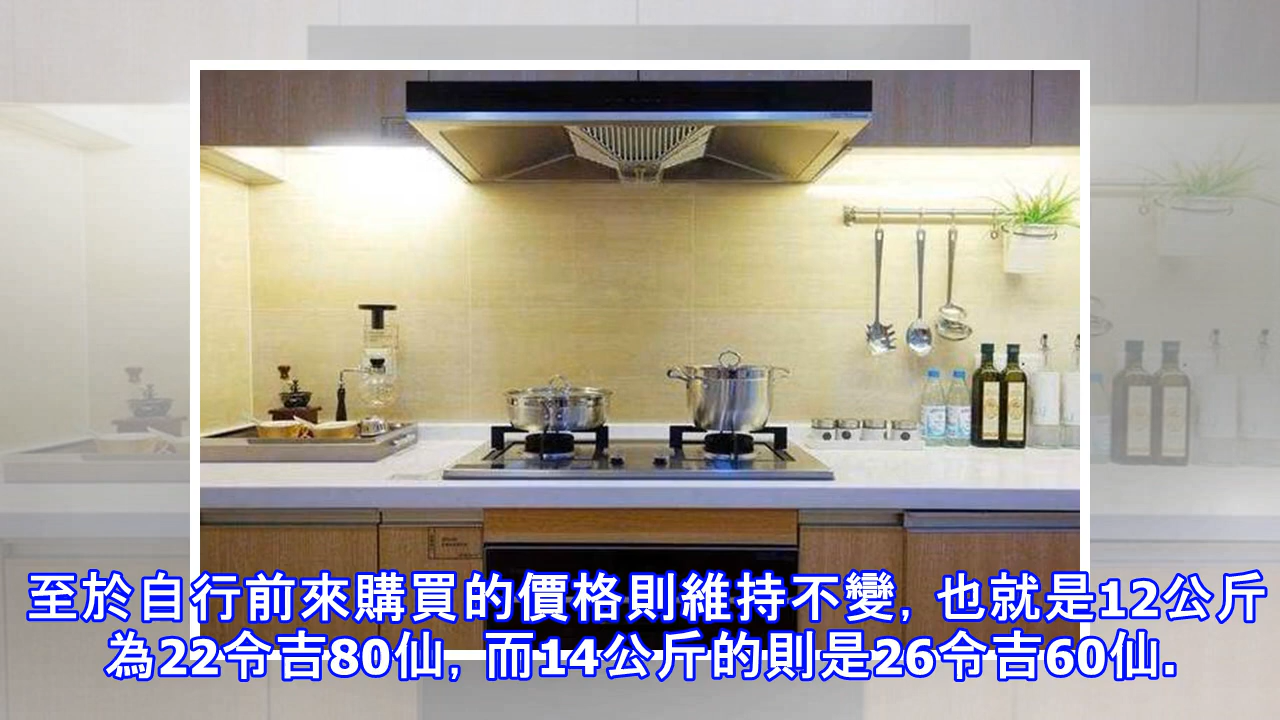 至於自行前來購買的價格則維持不變, 也就是12公斤
為22令吉80仙, 而14公斤的則是26令吉60仙.